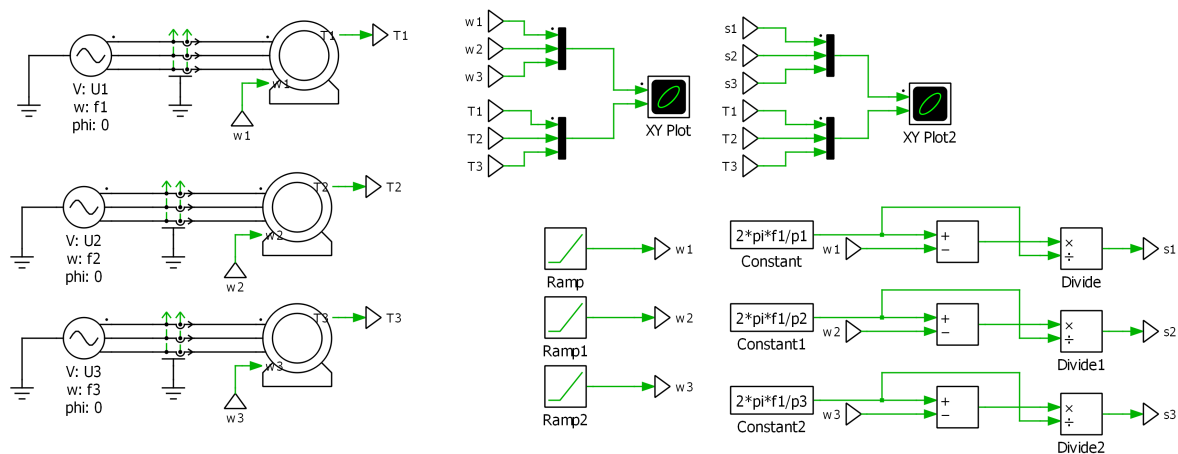 T1
T1
w1
w1
V: U1
w: f1
phi: 0
T2
T2
w2
w2
V: U2
w: f2
phi: 0
T3
T3
w3
w3
V: U3
w: f3
phi: 0
w1
w2
w3
T1
T2
T3
XY Plot
s1
s2
s3
T1
T2
T3
XY Plot2
Ramp
w1
Ramp1
w2
Ramp2
w3
2*pi*f1/p1
Constant
w1
+
−
×
÷
Divide
s1
2*pi*f1/p2
Constant1
w2
+
−
×
÷
Divide1
s2
2*pi*f1/p3
Constant2
w3
+
−
×
÷
Divide2
s3